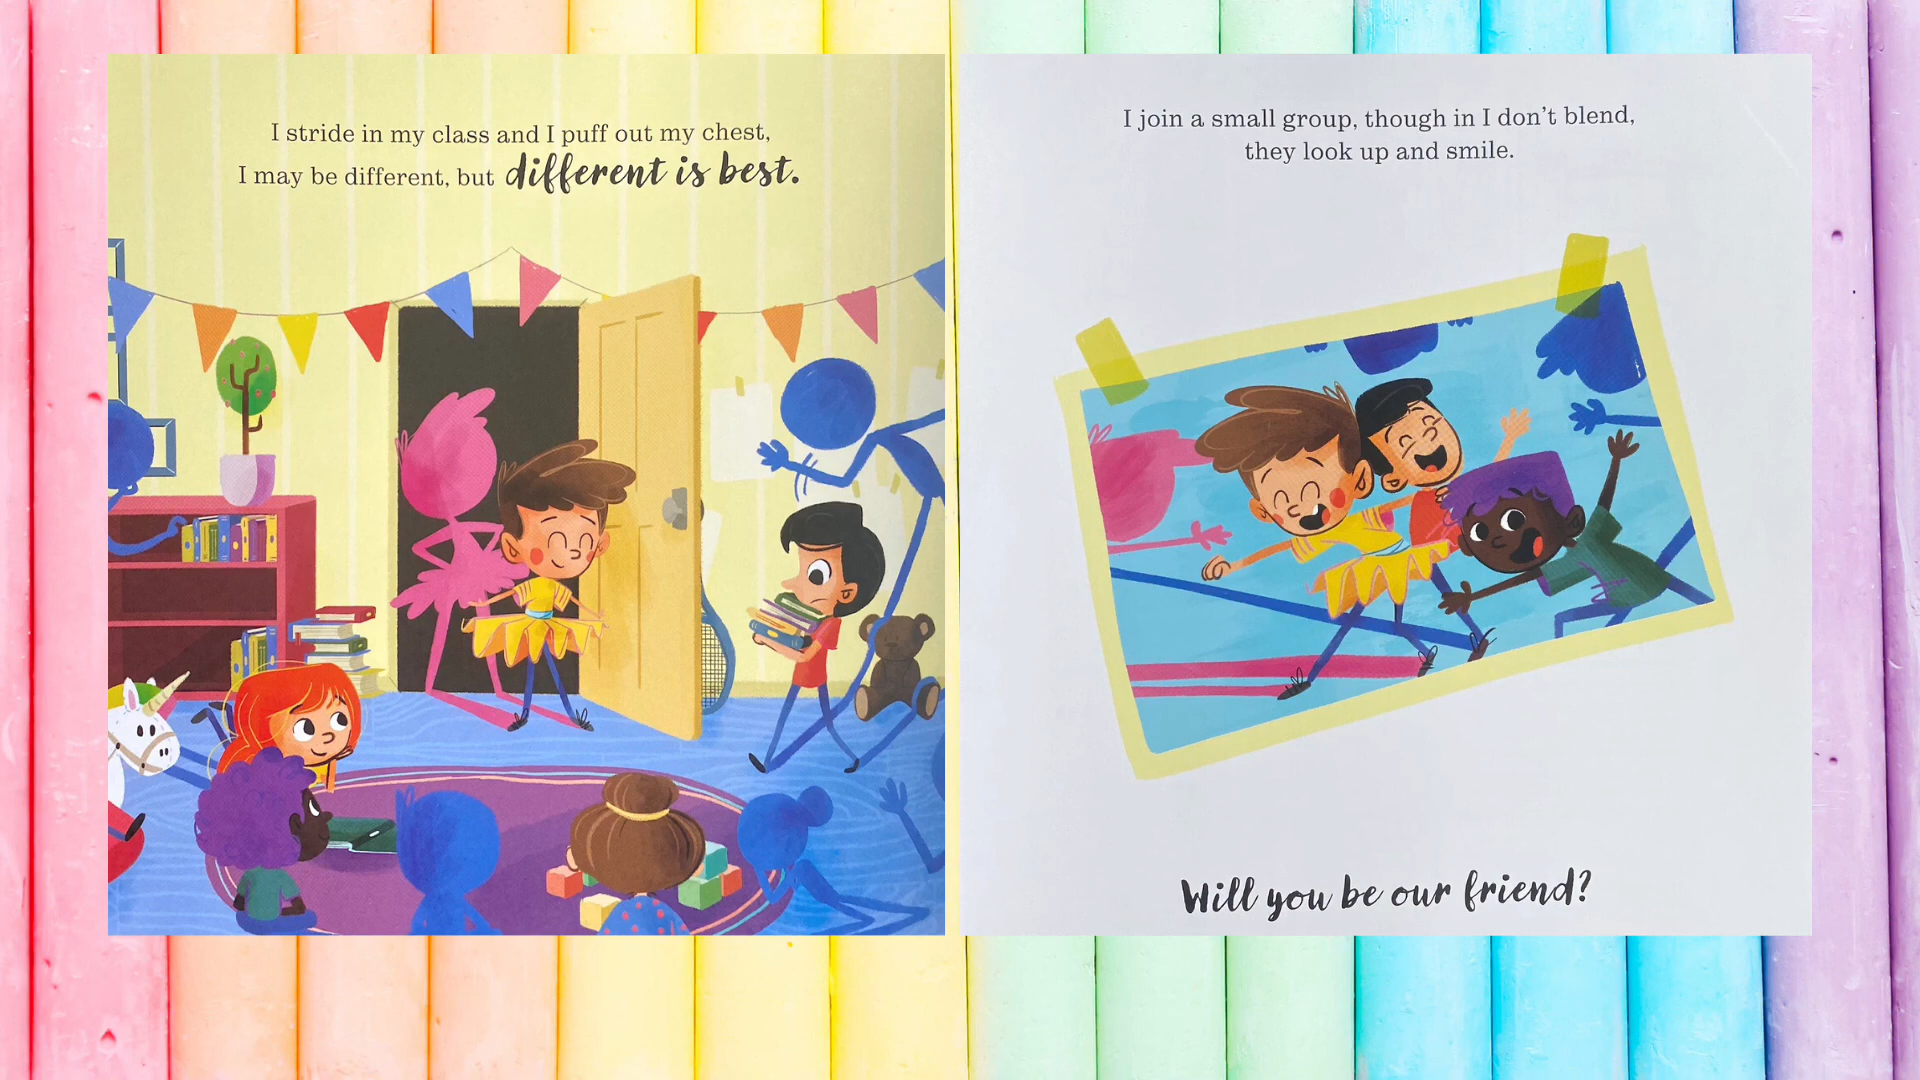 I stride in my class and I puff out my chest,
I may be different, but different is best.
I join a small group, though in I don't blend,
they look up and smile.
Will you be our friend?